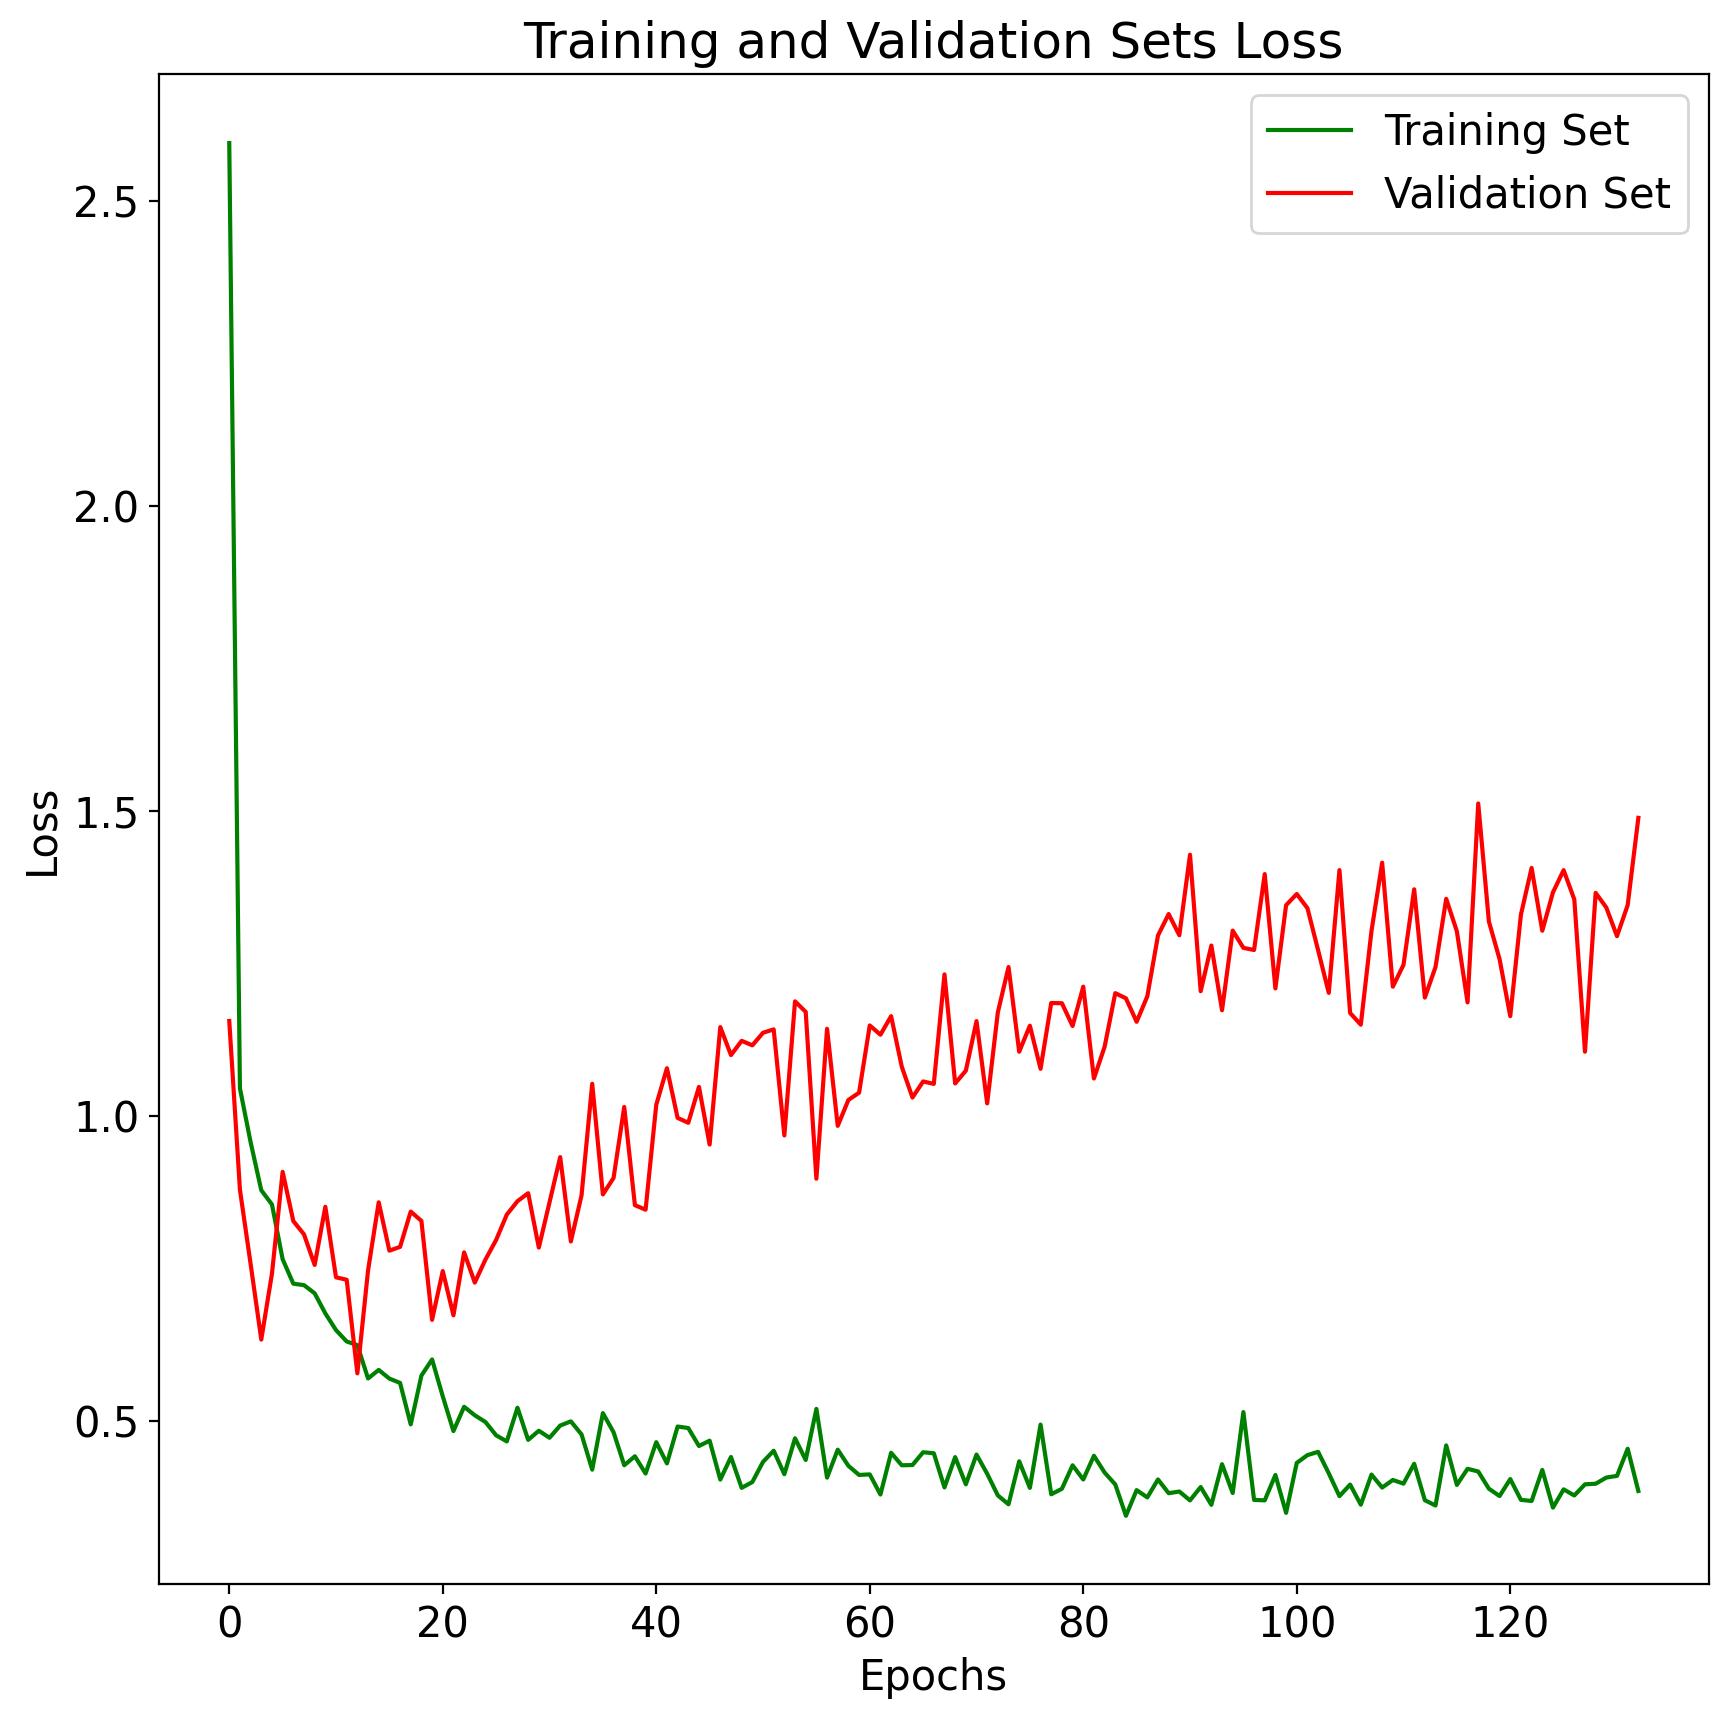 Training and Validation Sets Loss
Training Set
Validation Set
2.5
2.0
1.5
1.0
0.5
Loss
0 20 40 60 80 100 120
Epochs